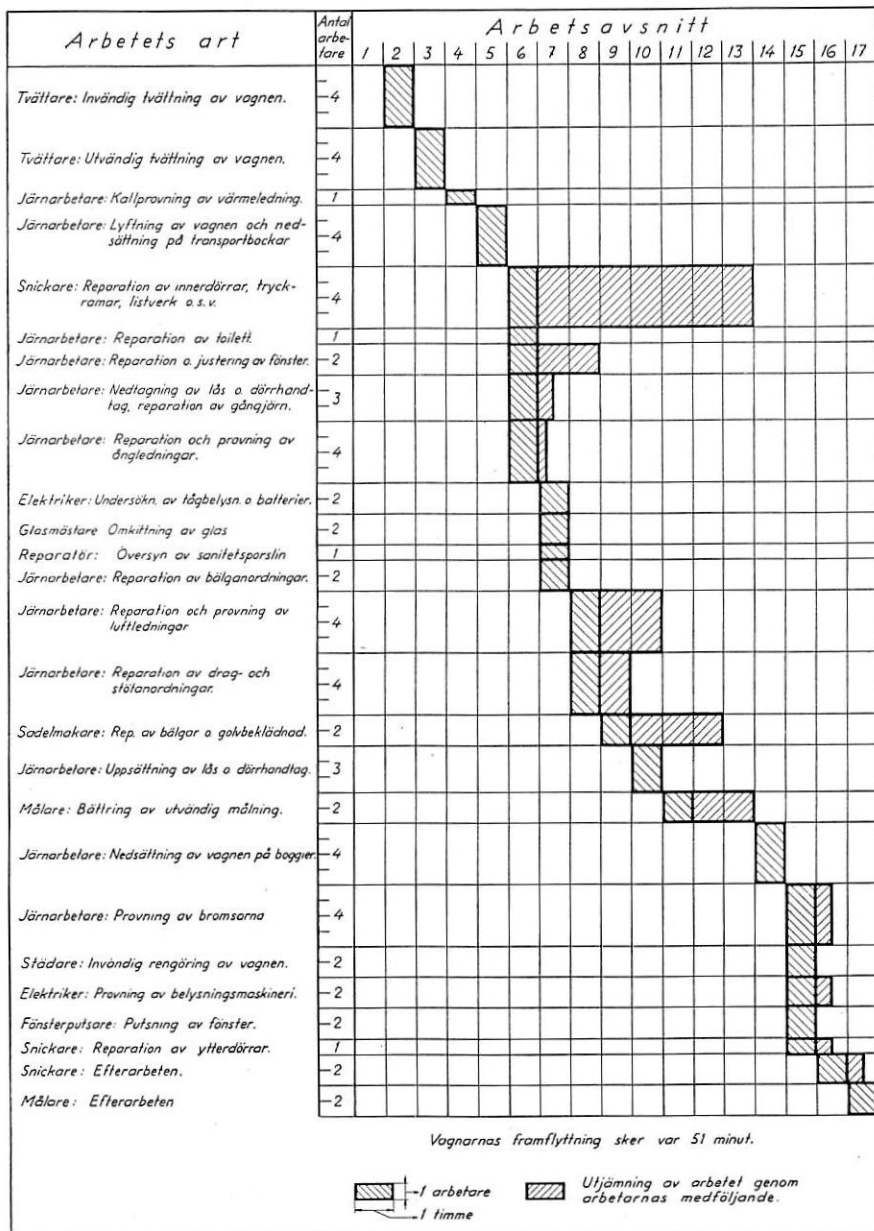 Arbetets art
Antal
arbe-
tare
Arbetsavsnitt
1 2 3 4 5 6 7 8 9 10 11 12 13 14 15 16 17
Tvättare: Invändig tvättning av vagnen. 4
Tvättare: Utvändig tvättning av vagnen. 4
Järnarbetare: Kallprovning av värmeledning. 1
Järnarbetare: Lyftning av vagnen och ned-
sättning på transportbockar 4
Snickare: Reparation av innerdörrar, tryck-
ramar, listverk o.s.v. 4
Järnarbetare: Reparation av toilett. 1
Järnarbetare: Reparation o. justering av fönster. 2
Järnarbetare: Nedtagning av lås o. dörrhand-
tag, reparation av gångjärn. 3
Järnarbetare: Reparation och provning av
ångledningar. 4
Elektriker: Undersökn. av tågbelysn. o batterier. 2
Glasmästare Omkittning av glas 2
Reparatör: Översyn av sanitetsporslin 1
Järnarbetare: Reparation av bälganordningar. 2
Järnarbetare: Reparation och provning av
luftledningar 4
Järnarbetare: Reparation av drag- och
stötanordningar. 4
Sadelmakare: Rep. av bälgar o. golvbeklädnad. 2
Järnarbetare: Uppsättning av lås o. dörrhandtag. 3
Målare: Bättring av utvändig målning. 2
Järnarbetare: Nedsättning av vagnen på boggier. 4
Järnarbetare: Provning av bromsarna 4
Städare: Invändig rengöring av vagnen. 2
Elektriker: Provning av belysningsmaskineri. 2
Fönsterputsare: Putsning av fönster. 2
Snickare: Reparation av ytterdörrar. 1
Snickare: Efterarbeten. 2
Målare: Efterarbeten 2
Vagnarnas framflyttning sker var 51 minut.
1 arbetare
1 timme
Utjämning av arbetet genom
arbetarnas medföljande.